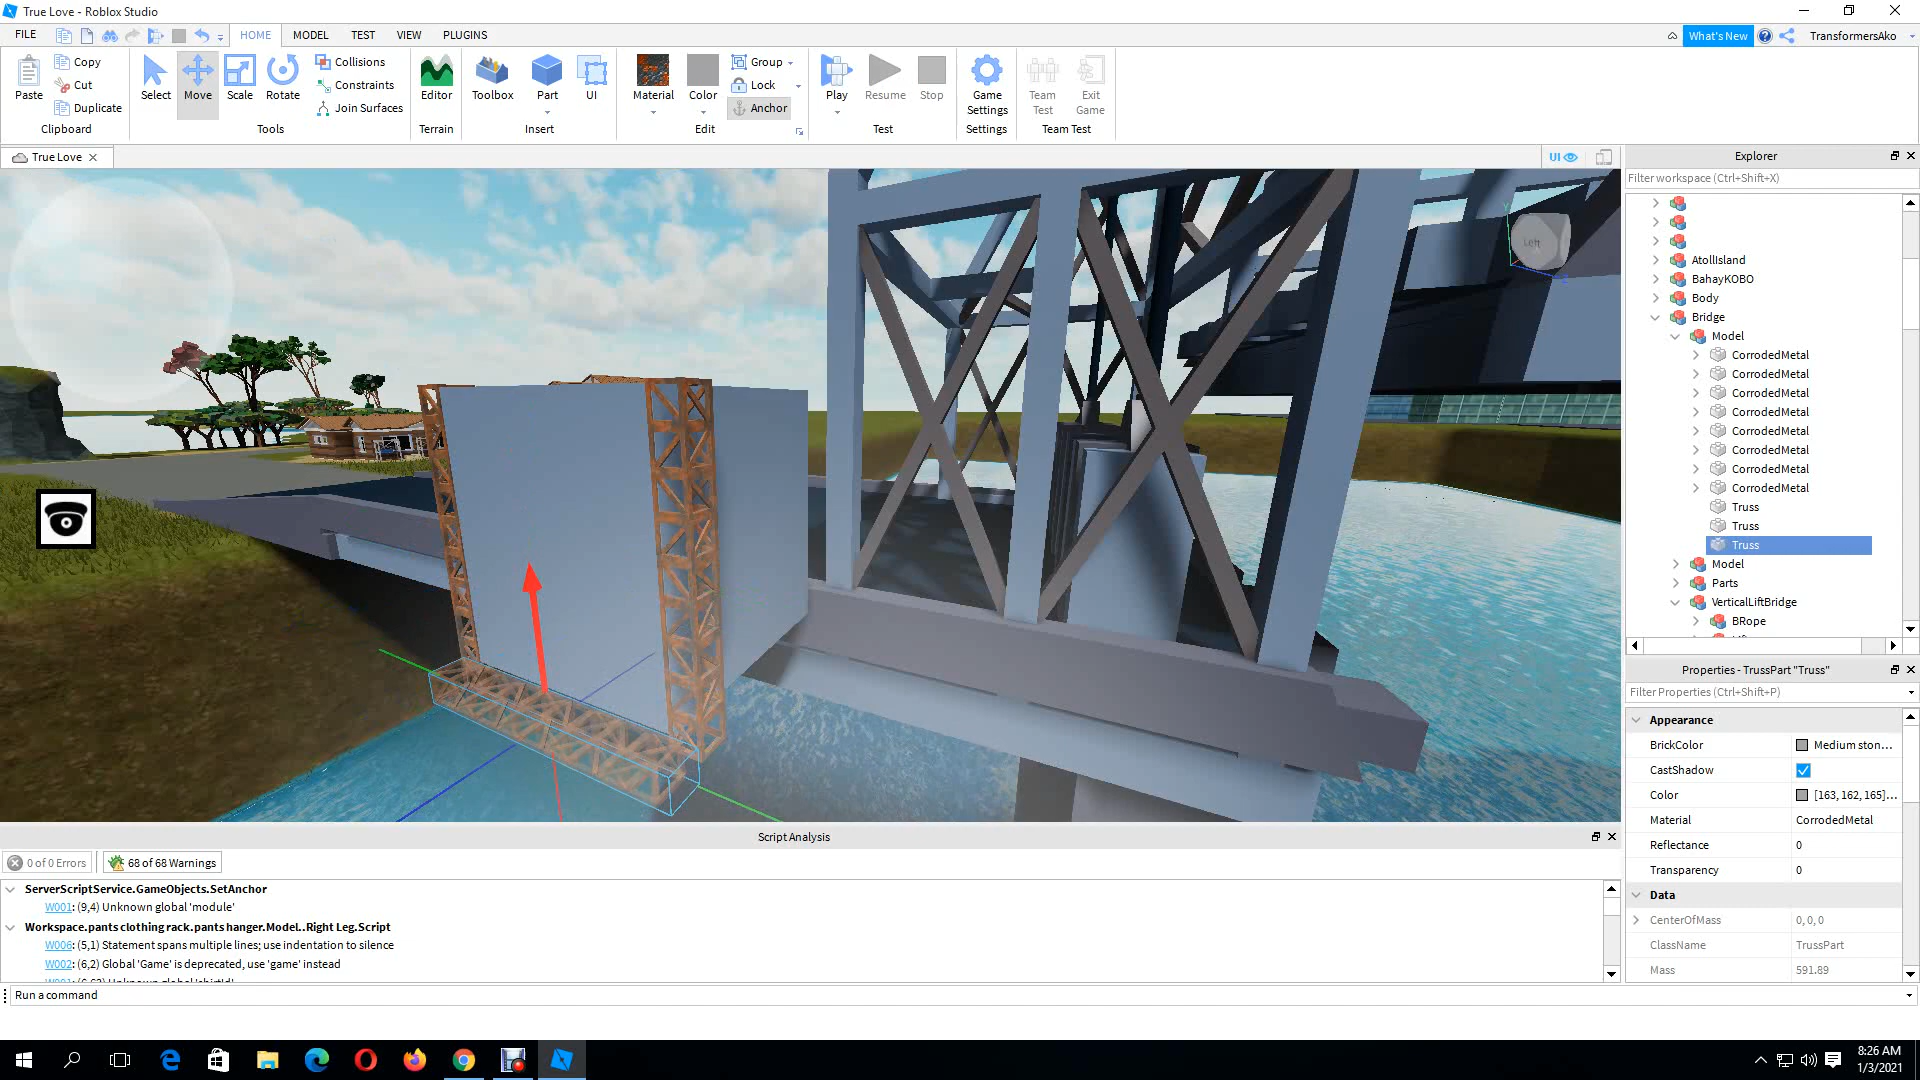 True Love - Roblox Studio
FILE
HOME
MODEL
TEST
VIEW
PLUGINS
What's New
TransformersAko
Paste
Copy
Cut
Duplicate
Clipboard
Select
Move
Scale
Rotate
Collisions
Constraints
Join Surfaces
Tools
Editor
Terrain
Toolbox
Part
UI
Insert
Material
Color
Group
Lock
Anchor
Edit
Play
Resume
Stop
Test
Game
Settings
Settings
Team
Test
Exit
Game
Team Test
True Love
UI
Left
Y
Explorer
Filter workspace (Ctrl+Shift+X)
AtollIsland
BahayKOBO
Body
Bridge
Model
CorrodedMetal
CorrodedMetal
CorrodedMetal
CorrodedMetal
CorrodedMetal
CorrodedMetal
CorrodedMetal
CorrodedMetal
Truss
Truss
Truss
Model
Parts
VerticalLiftBridge
BRope
Properties - TrussPart "Truss"
Filter Properties (Ctrl+Shift+P)
Appearance
BrickColor
Medium ston...
CastShadow
Color
[163, 162, 165]...
Material
CorrodedMetal
Reflectance
0
Transparency
0
Data
CenterOfMass
0, 0, 0
ClassName
TrussPart
Mass
591.89
Script Analysis
0 of 0 Errors
68 of 68 Warnings
ServerScriptService.GameObjects.SetAnchor
W001: (9,4) Unknown global 'module'
Workspace.pants clothing rack.pants hanger.Model..Right Leg.Script
W006: (5,1) Statement spans multiple lines; use indentation to silence
W002: (6,2) Global 'Game' is deprecated, use 'game' instead
Run a command
8:26 AM
1/3/2021